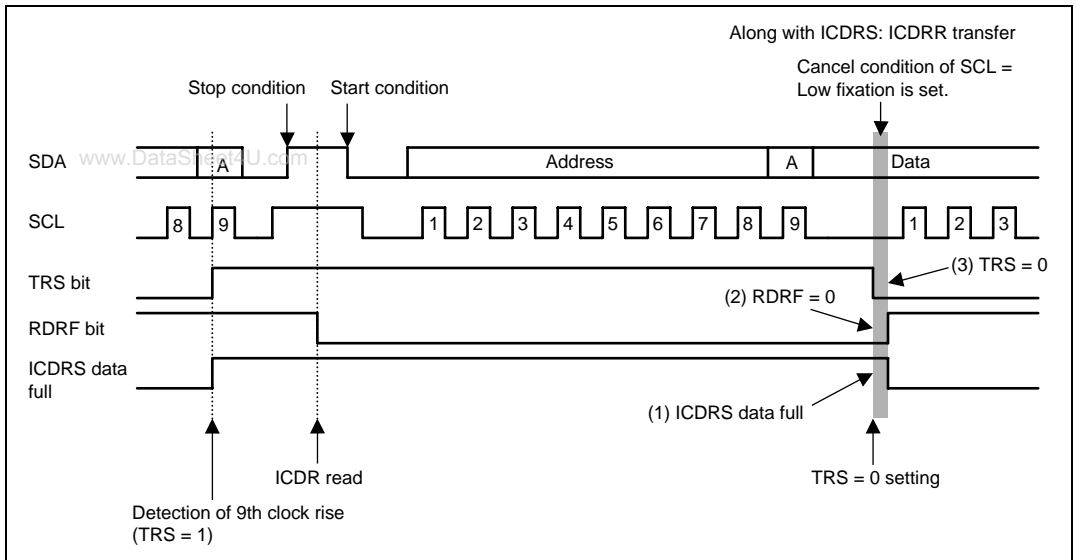 Along with ICDRS: ICDRR transfer
Cancel condition of SCL =
Low fixation is set.
Stop condition
Start condition
SDA
www.DataSheet4U.com
A
Address
A
Data
SCL
8
9
1
2
3
4
5
6
7
8
9
1
2
3
TRS bit
(3) TRS = 0
(2) RDRF = 0
RDRF bit
ICDRS data
full
(1) ICDRS data full
ICDR read
TRS = 0 setting
Detection of 9th clock rise
(TRS = 1)